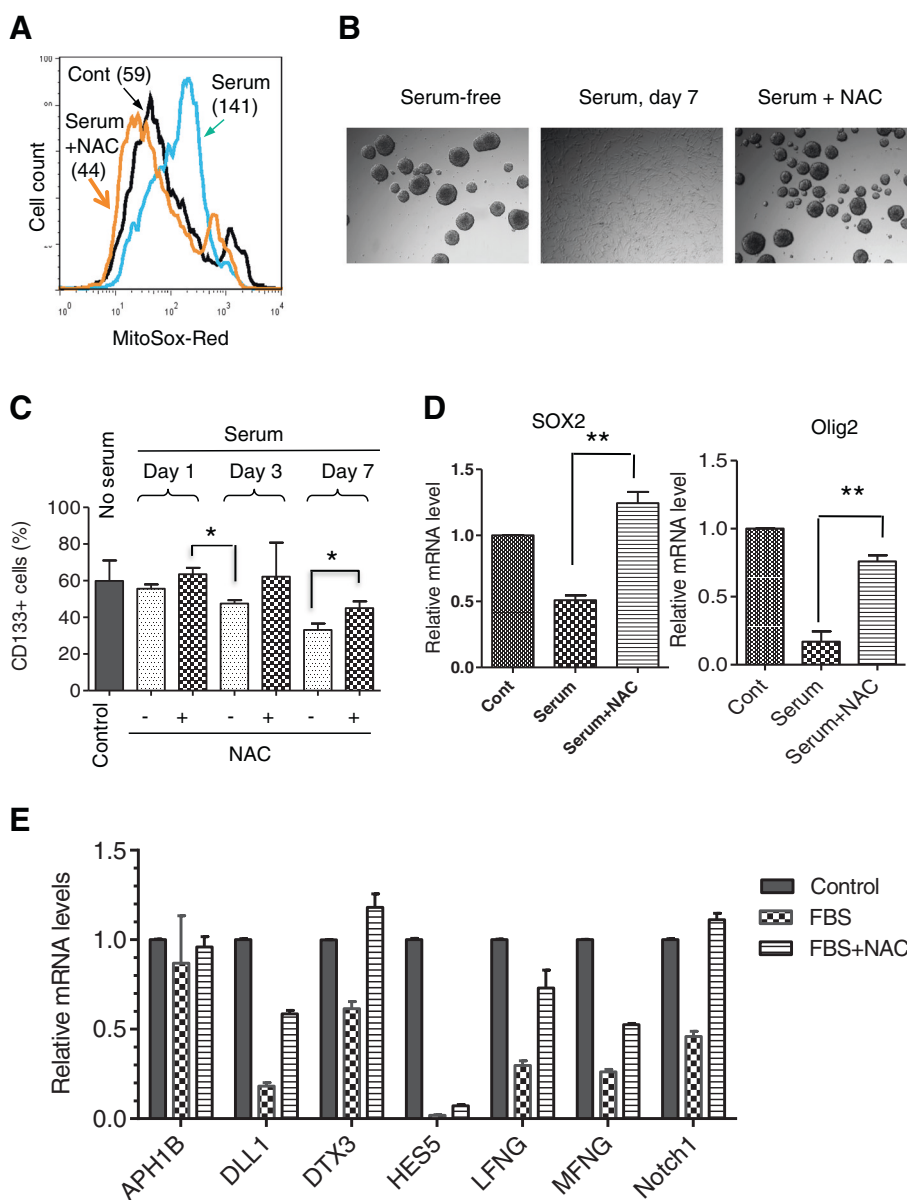 A
Cont (59)
Serum
(141)
Serum
+NAC
(44)
Cell count
100
10^0 10^1 10^2 10^3 10^4
MitoSox-Red
B
Serum-free
Serum, day 7
Serum + NAC
C
No serum
Serum
Day 1 Day 3 Day 7
CD133+ cells (%)
100
80
60
40
20
0
*
*
Control
- + - + - +
NAC
D
SOX2
**
Relative mRNA level
1.5
1.0
0.5
0.0
Cont
Serum
Serum+NAC
Olig2
**
Relative mRNA level
1.5
1.0
0.5
0.0
Cont
Serum
Serum+NAC
E
Relative mRNA levels
1.5
1.0
0.5
0.0
APH1B
DLL1
DTX3
HES5
LFNG
MFNG
Notch1
Control
FBS
FBS+NAC